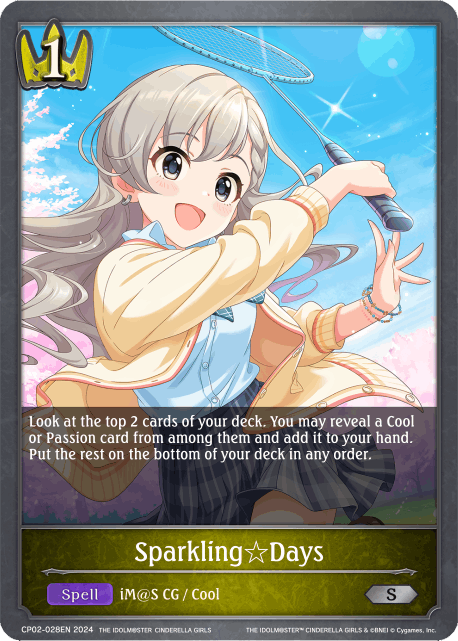 1
Look at the top 2 cards of your deck. You may reveal a Cool
or Passion card from among them and add it to your hand.
Put the rest on the bottom of your deck in any order.
Sparkling☆Days
Spell iM@S CG / Cool S
CP02-028EN 2024 THE IDOLM@STER CINDERELLA GIRLS THE IDOLM@STER™ CINDERELLA GIRLS & ©BNEI © Cygames, Inc.